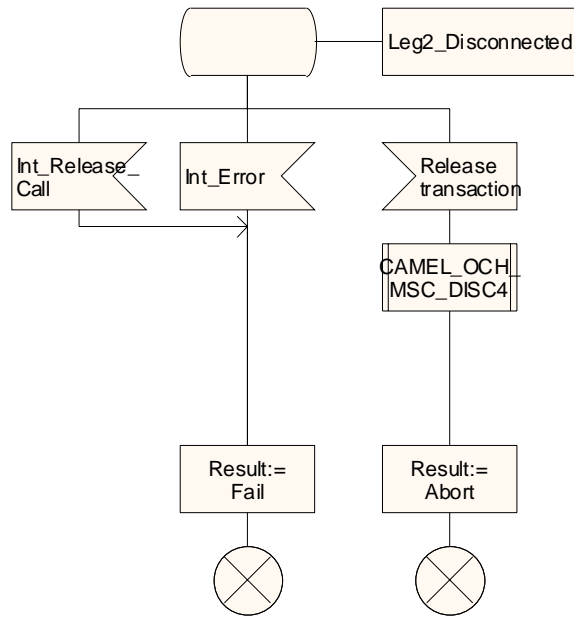 Leg2_Disconnected
Int_Release_
Call
Int_Error
Release
transaction
CAMEL_OCH_
MSC_DISC4
Result:=
Fail
Result:=
Abort